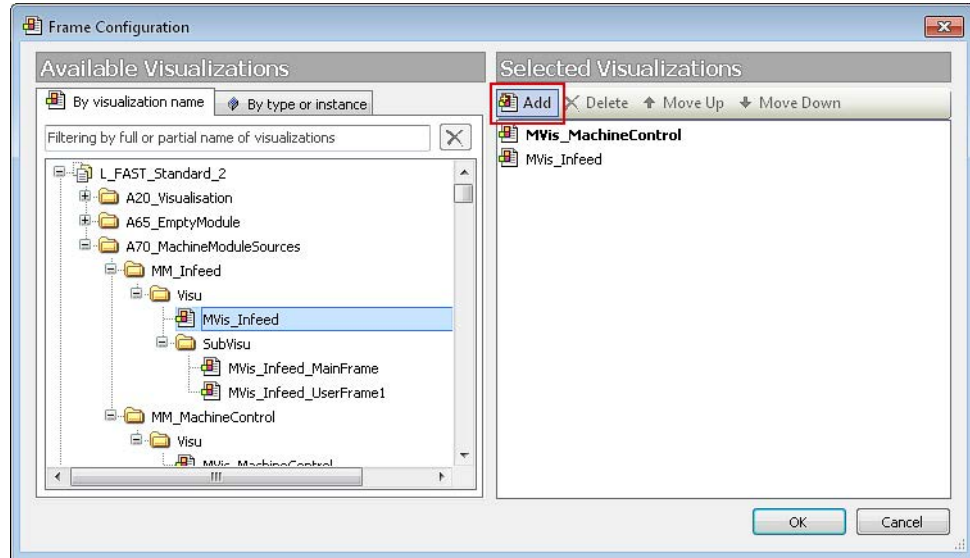 Frame Configuration
Available Visualizations
By visualization name
By type or instance
Filtering by full or partial name of visualizations
L_FAST_Standard_2
A20_Visualisation
A65_EmptyModule
A70_MachineModuleSources
MM_Infeed
Visu
MVis_Infeed
SubVisu
MVis_Infeed_MainFrame
MVis_Infeed_UserFrame1
MM_MachineControl
Visu
MVis_MachineControl
Selected Visualizations
Add Delete Move Up Move Down
MVis_MachineControl
MVis_Infeed
OK Cancel